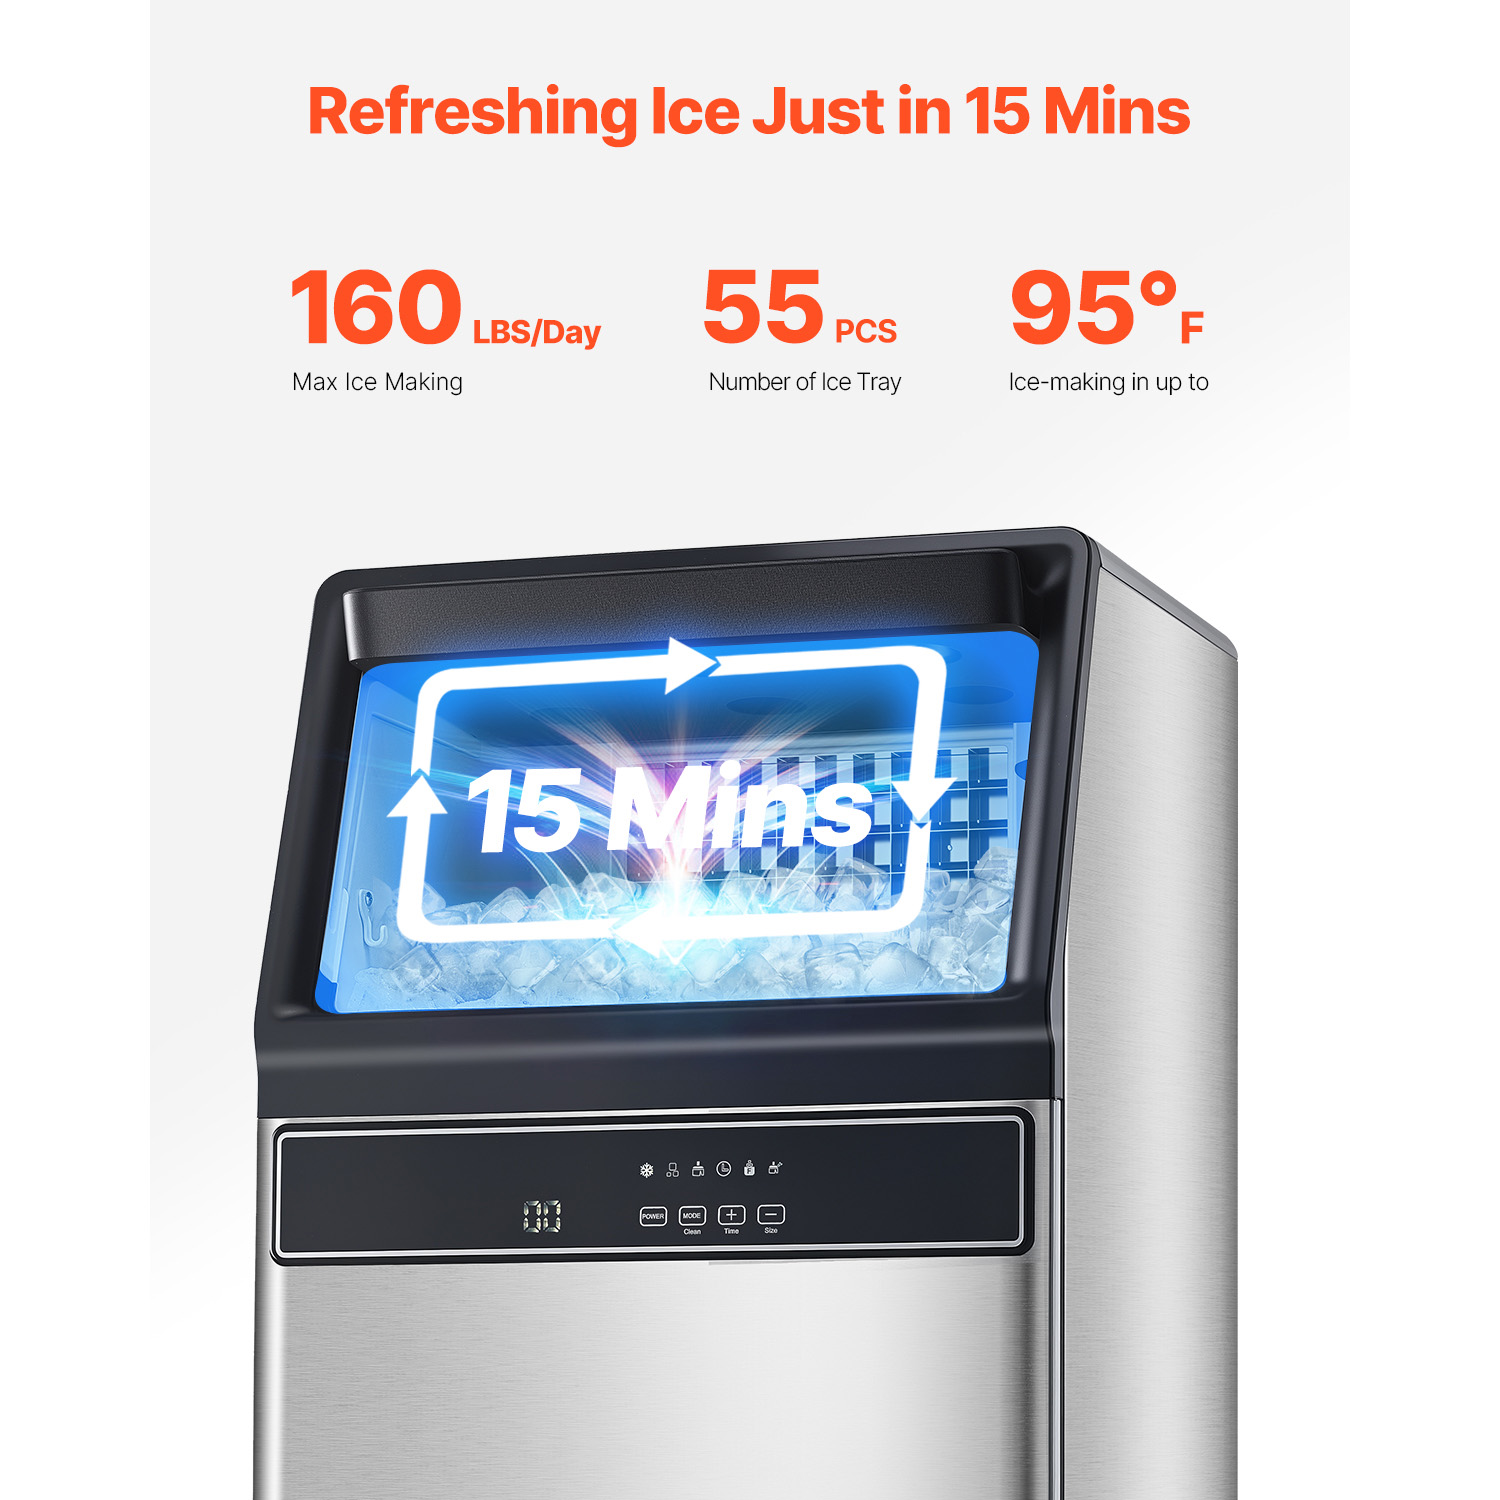 Refreshing Ice Just in 15 Mins
160 LBS/Day
Max Ice Making
55 PCS
Number of Ice Tray
95°F
Ice-making in up to
15 Mins
00
POWER
MODE
+
−
Clean
Time
Size